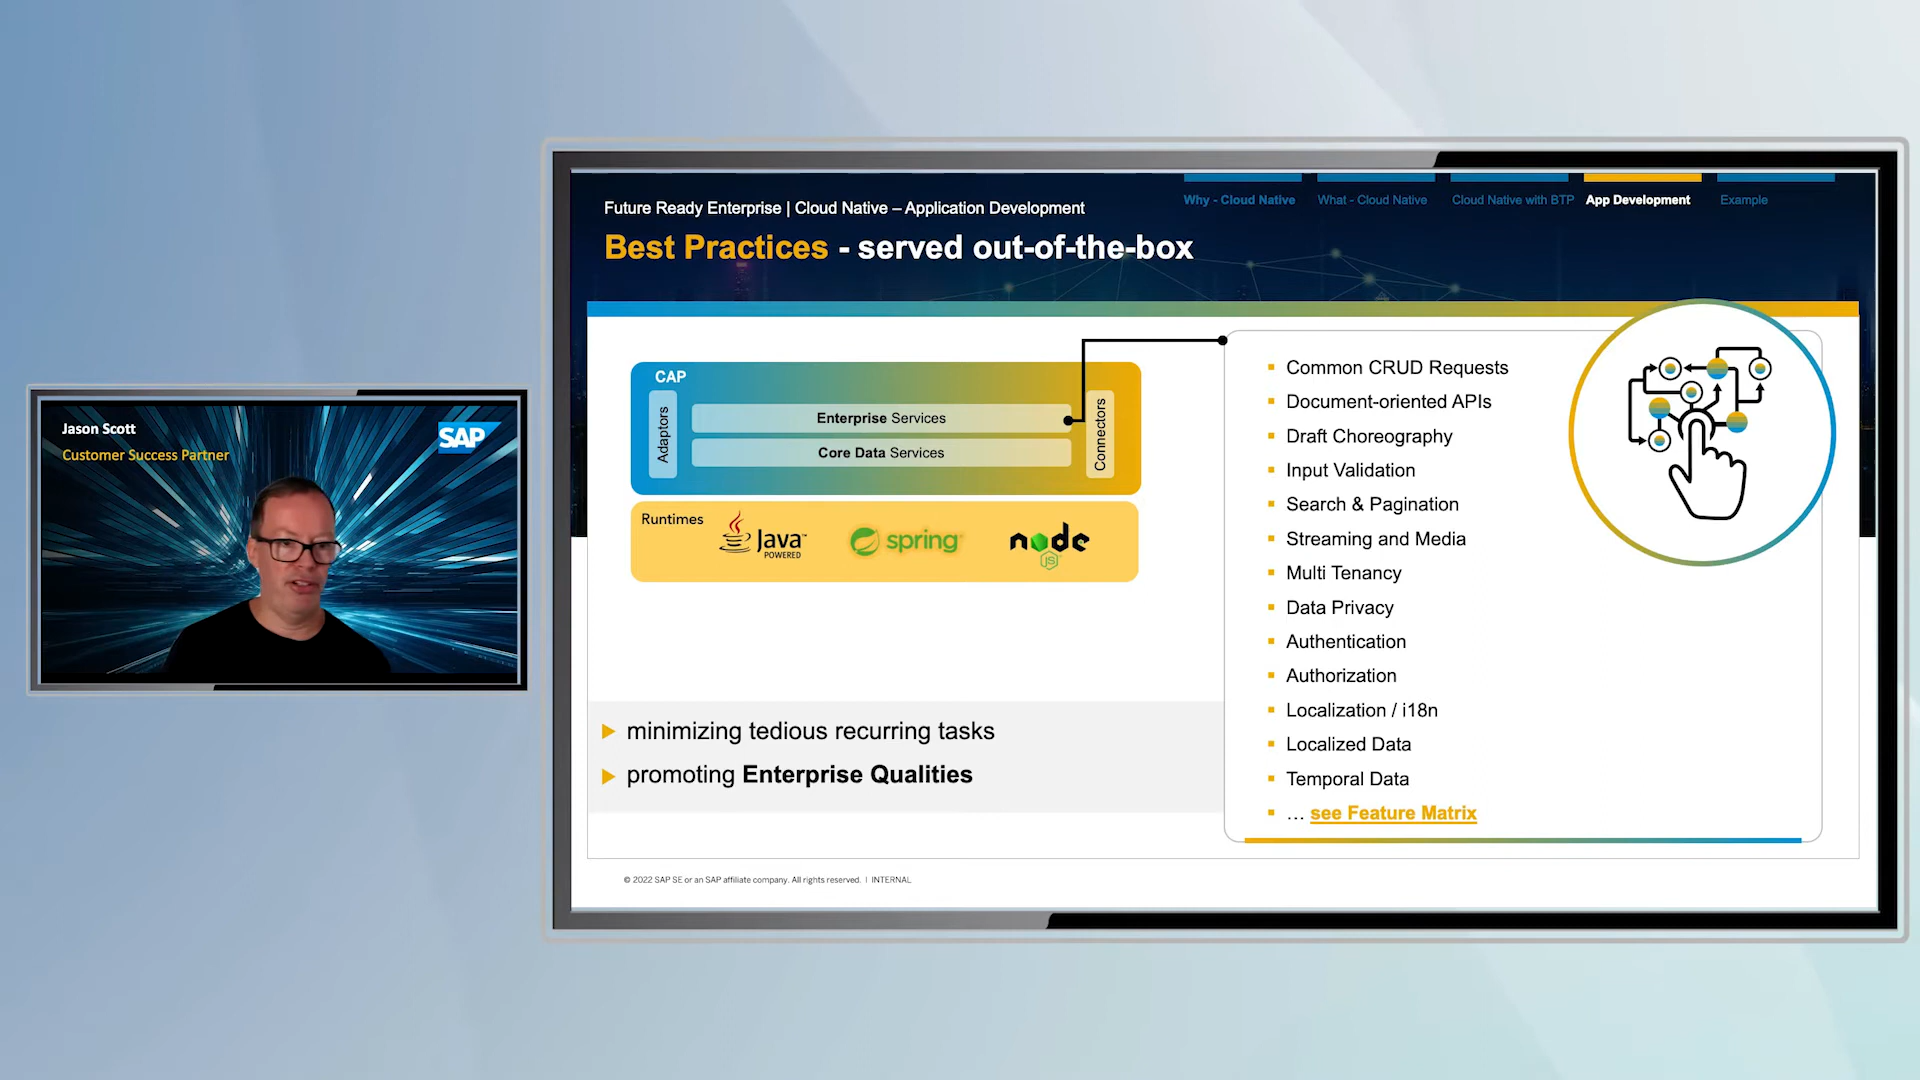 Jason Scott
Customer Success Partner
SAP
Why - Cloud Native
What - Cloud Native
Cloud Native with BTP
App Development
Example
Future Ready Enterprise | Cloud Native – Application Development
Best Practices - served out-of-the-box
CAP
Adaptors
Enterprise Services
Core Data Services
Connectors
Runtimes
Java
POWERED
spring
node
JS
minimizing tedious recurring tasks
promoting Enterprise Qualities
Common CRUD Requests
Document-oriented APIs
Draft Choreography
Input Validation
Search & Pagination
Streaming and Media
Multi Tenancy
Data Privacy
Authentication
Authorization
Localization / i18n
Localized Data
Temporal Data
... see Feature Matrix
© 2022 SAP SE or an SAP affiliate company. All rights reserved. | INTERNAL